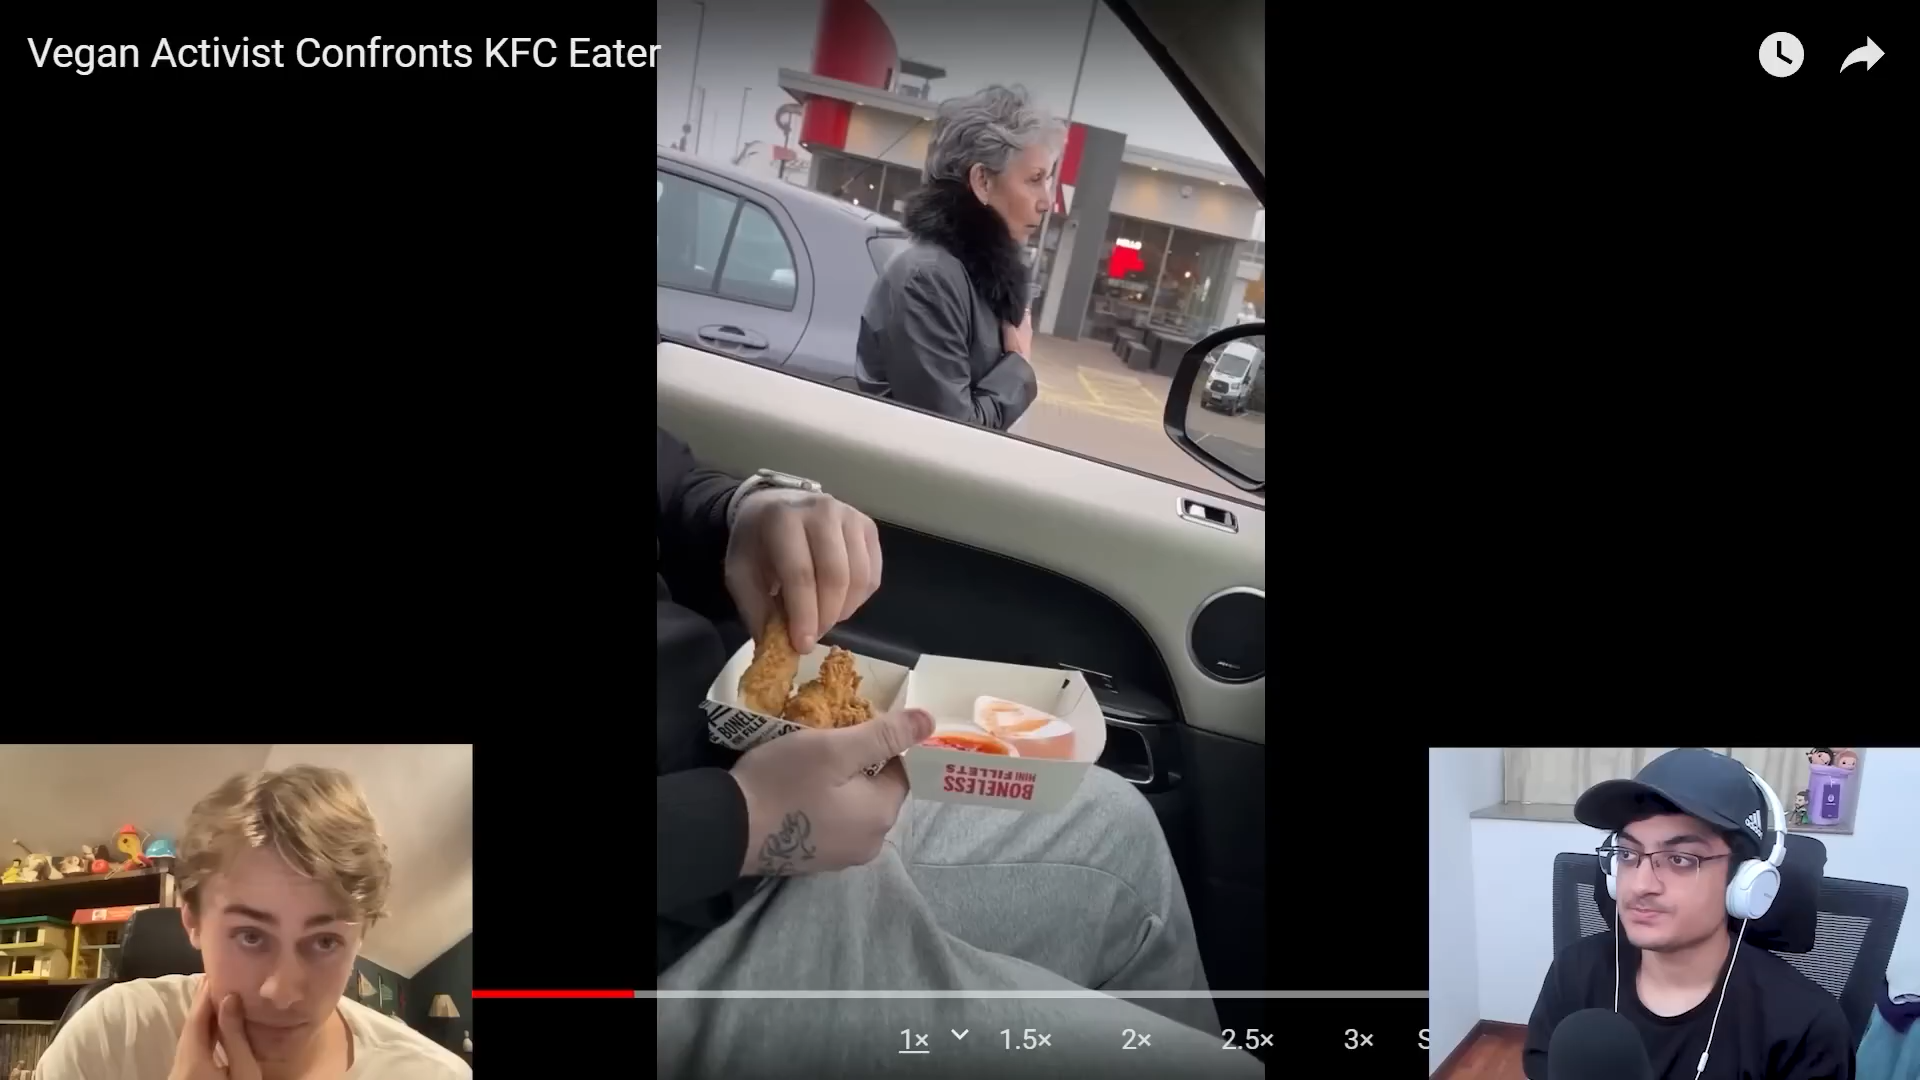 Vegan Activist Confronts KFC Eater
BONELESS
MINI FILLETS
1× 1.5× 2× 2.5× 3× S